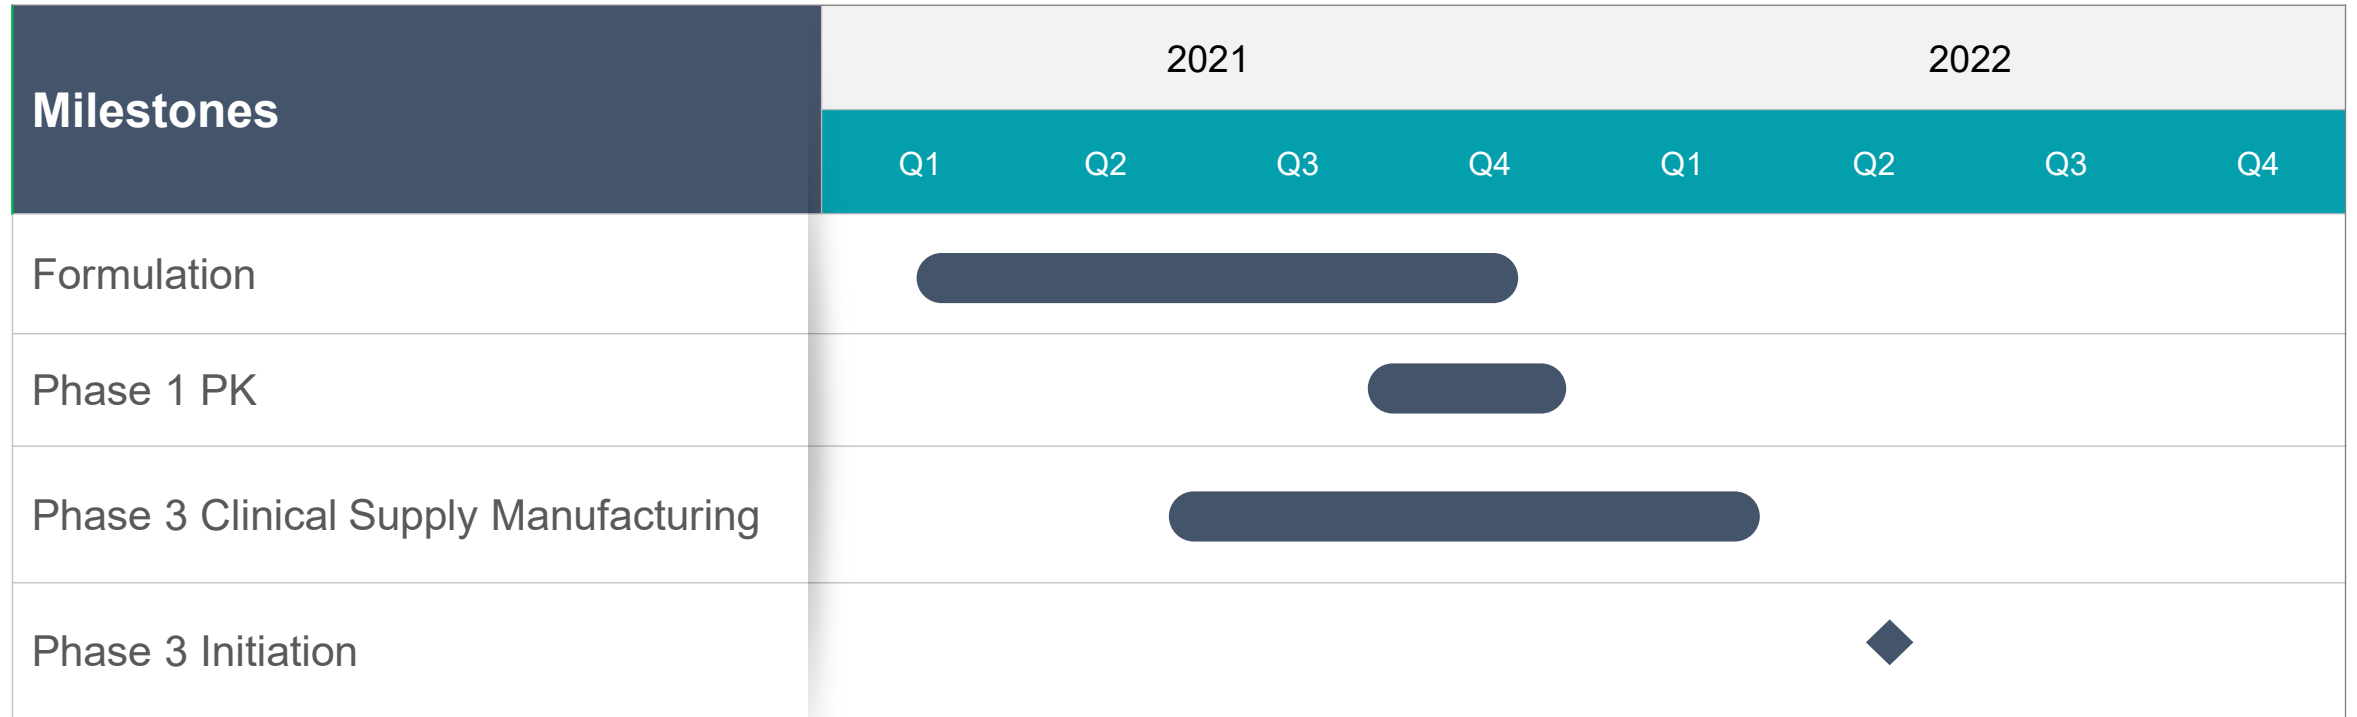 Milestones
2021 2022
Q1 Q2 Q3 Q4 Q1 Q2 Q3 Q4
Formulation
Phase 1 PK
Phase 3 Clinical Supply Manufacturing
Phase 3 Initiation